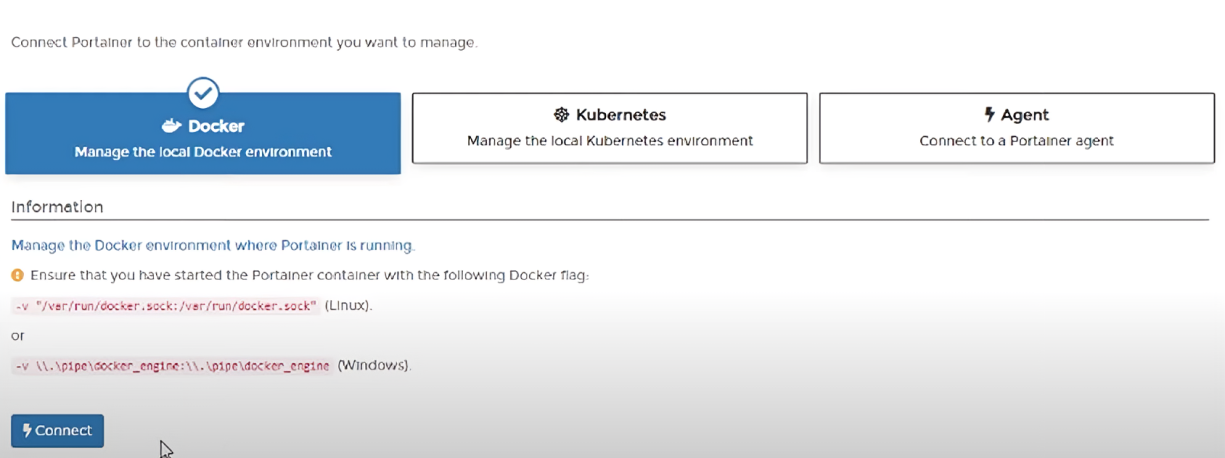 Connect Portainer to the container environment you want to manage.
Docker
Manage the local Docker environment
Kubernetes
Manage the local Kubernetes environment
Agent
Connect to a Portainer agent
Information
Manage the Docker environment where Portainer is running.
Ensure that you have started the Portainer container with the following Docker flag:
-v "/var/run/docker.sock:/var/run/docker.sock" (Linux).
or
-v \\.\pipe\docker_engine:\\.\pipe\docker_engine (Windows).
Connect